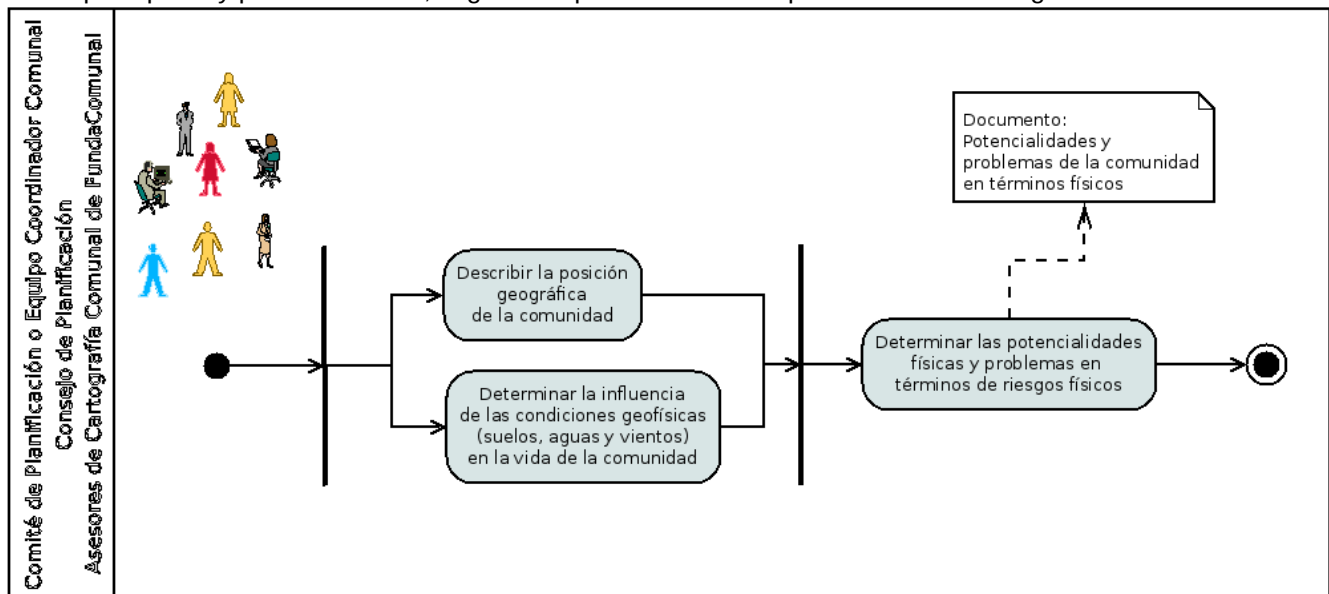 Comité de Planificación o Equipo Coordinador Comunal
Consejo de Planificación
Asesores de Cartografía Comunal de FundaComunal
Documento:
Potencialidades y
problemas de la comunidad
en términos físicos
Describir la posición
geográfica
de la comunidad
Determinar la influencia
de las condiciones geofísicas
(suelos, aguas y vientos)
en la vida de la comunidad
Determinar las potencialidades
físicas y problemas en
términos de riesgos físicos